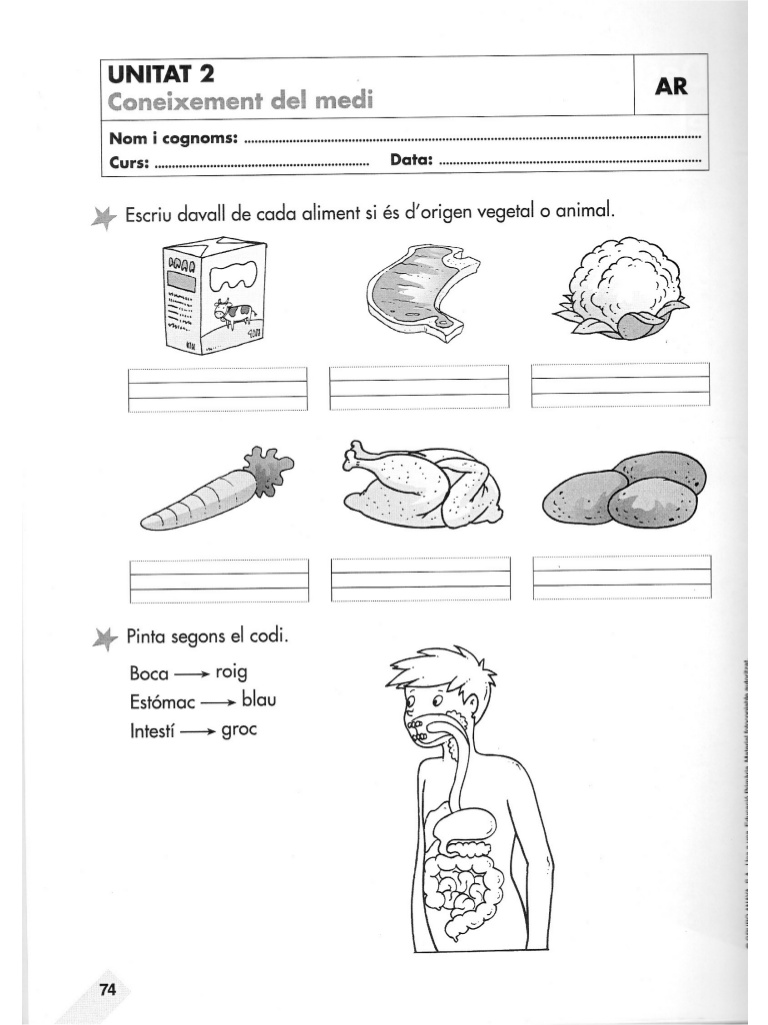 UNITAT 2
Coneixement del medi
AR
Nom i cognoms:
Curs: Data:
Escriu davall de cada aliment si és d'origen vegetal o animal.
Pinta segons el codi.
Boca → roig
Estómac → blau
Intestí → groc
74